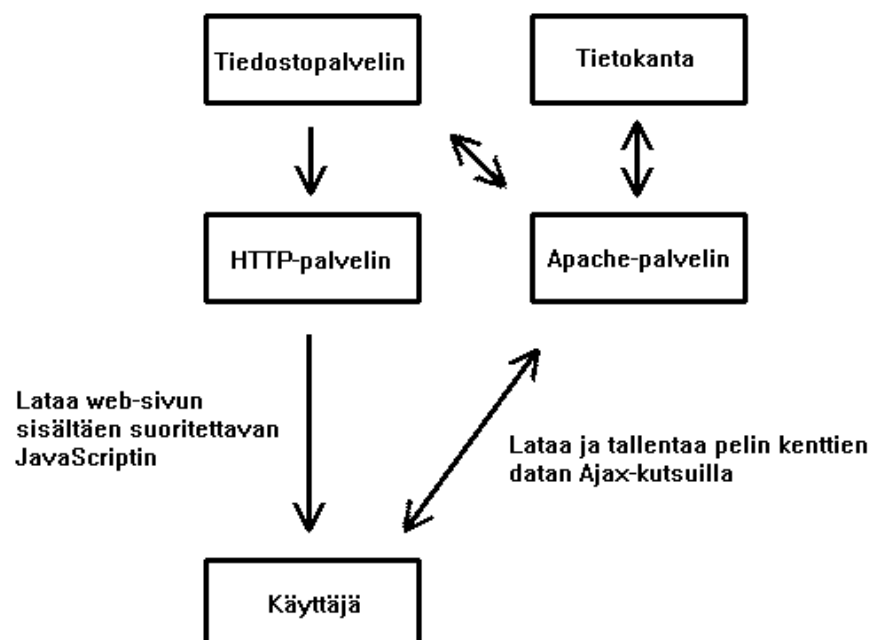 Tiedostopalvelin
Tietokanta
HTTP-palvelin
Apache-palvelin
Lataa web-sivun
sisältäen suoritettavan
JavaScriptin
Lataa ja tallentaa pelin kenttien
datan Ajax-kutsuilla
Käyttäjä